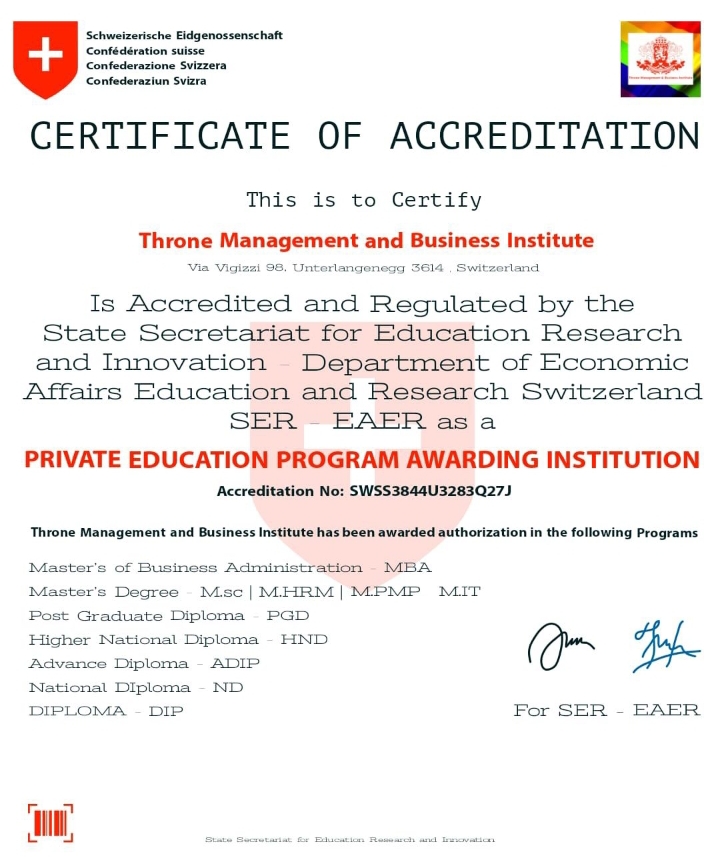 Schweizerische Eidgenossenschaft
Confédération suisse
Confederazione Svizzera
Confederaziun Svizra
Throne Management & Business Institute
CERTIFICATE OF ACCREDITATION
This is to Certify
Throne Management and Business Institute
Via Vigizzi 98, Unterlangenegg 3614 , Switzerland
Is Accredited and Regulated by the
State Secretariat for Education Research
and Innovation - Department of Economic
Affairs Education and Research Switzerland
SER - EAER as a
PRIVATE EDUCATION PROGRAM AWARDING INSTITUTION
Accreditation No: SWSS3844U3283Q27J
Throne Management and Business Institute has been awarded authorization in the following Programs
Master's of Business Administration - MBA
Master's Degree - M.sc | M.HRM | M.PMP M.IT
Post Graduate Diploma - PGD
Higher National Diploma - HND
Advance Diploma - ADIP
National DIploma - ND
DIPLOMA - DIP
For SER - EAER
State Secretariat for Education Research and Innovation